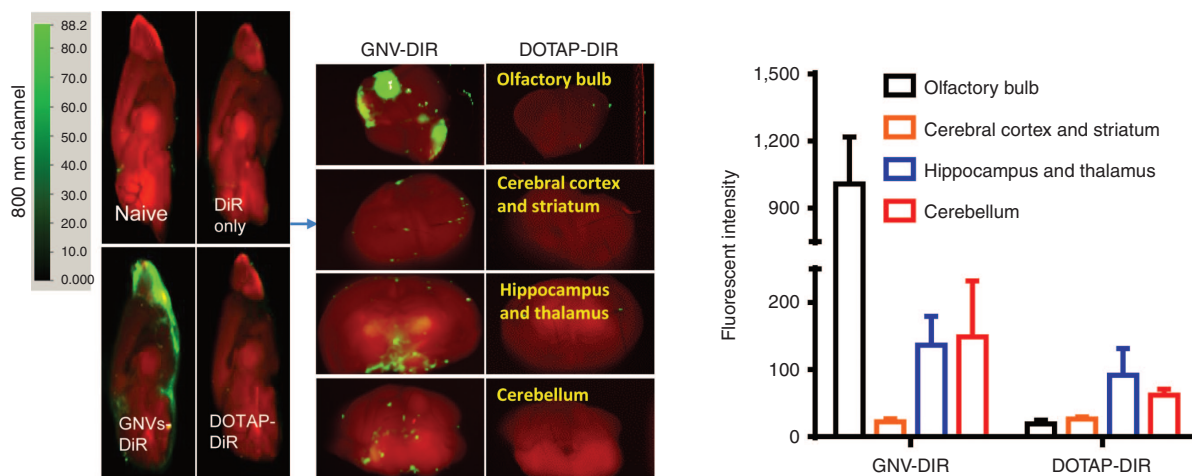 88.2
80.0
70.0
60.0
50.0
40.0
30.0
20.0
10.0
0.000
800 nm channel
Naive
DiR
only
GNVs-
DiR
DOTAP-
DiR
GNV-DIR
DOTAP-DIR
Olfactory bulb
Cerebral cortex
and striatum
Hippocampus
and thalamus
Cerebellum
1,500
1,200
900
200
100
0
Fluorescent intensity
Olfactory bulb
Cerebral cortex and striatum
Hippocampus and thalamus
Cerebellum
GNV-DIR
DOTAP-DIR